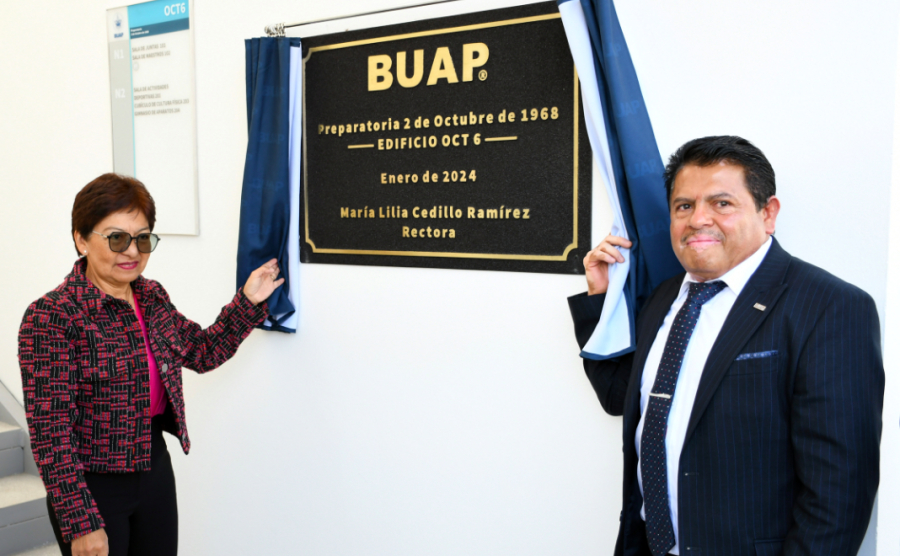 OCT6
BUAP
BUAP®
Preparatoria 2 de Octubre de 1968
EDIFICIO OCT 6
Enero de 2024
María Lilia Cedillo Ramírez
Rectora